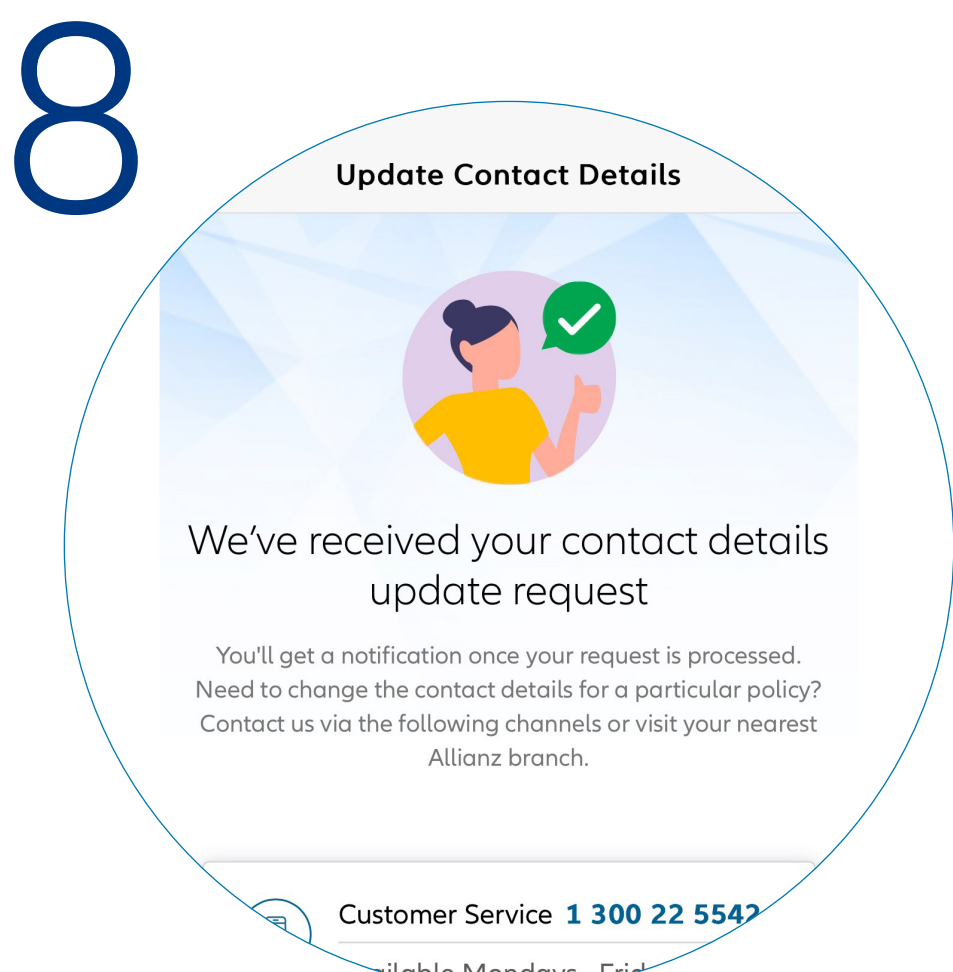 8
Update Contact Details
We've received your contact details
update request
You'll get a notification once your request is processed.
Need to change the contact details for a particular policy?
Contact us via the following channels or visit your nearest
Allianz branch.
Customer Service 1 300 22 5542
Mondays -